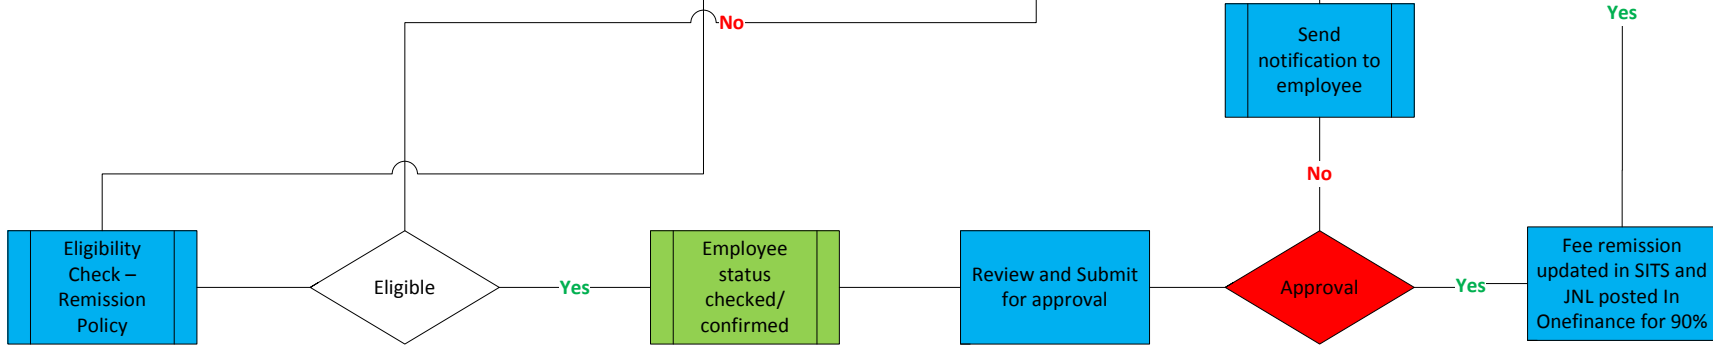 No
Send
notification to
employee
Yes
No
Eligibility
Check –
Remission
Policy
Eligible
Yes
Employee
status
checked/
confirmed
Review and Submit
for approval
Approval
Yes
Fee remission
updated in SITS and
JNL posted In
Onefinance for 90%